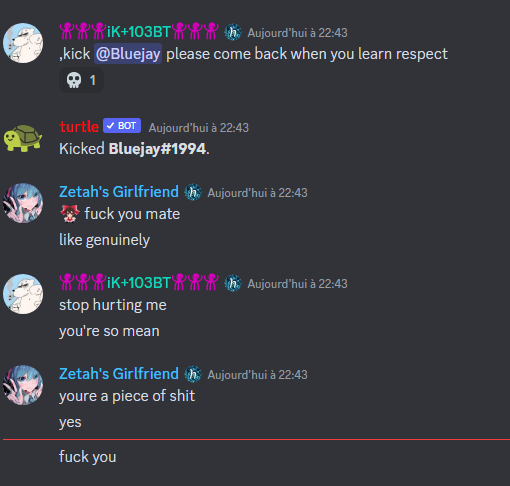 iK+103BT Aujourd'hui à 22:43
,kick @Bluejay please come back when you learn respect
1
turtle ✓ BOT Aujourd'hui à 22:43
Kicked Bluejay#1994.
Zetah's Girlfriend Aujourd'hui à 22:43
fuck you mate
like genuinely
iK+103BT Aujourd'hui à 22:43
stop hurting me
you're so mean
Zetah's Girlfriend Aujourd'hui à 22:43
youre a piece of shit
yes
fuck you